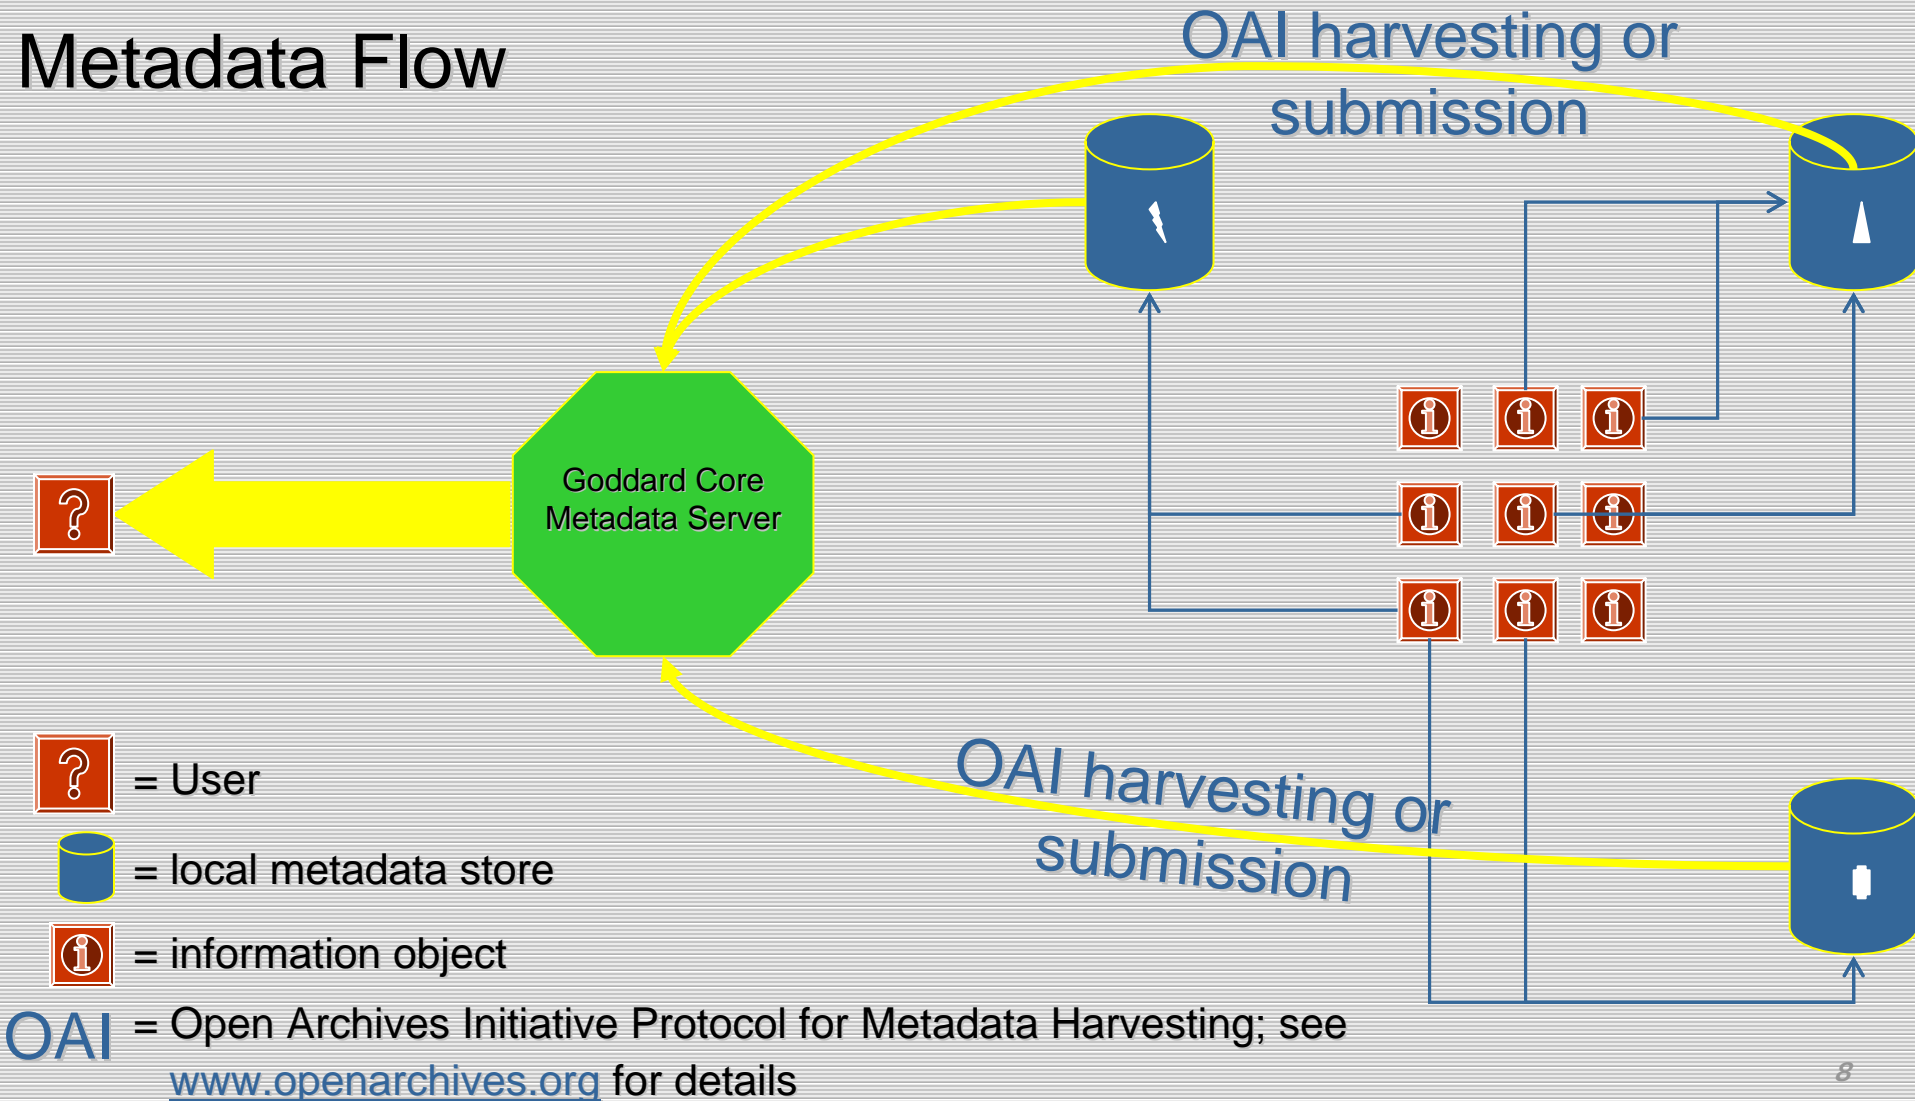 Metadata Flow
OAI harvesting or
submission
Goddard Core
Metadata Server
OAI harvesting or
submission
= User
= local metadata store
= information object
OAI = Open Archives Initiative Protocol for Metadata Harvesting; see
www.openarchives.org for details
8